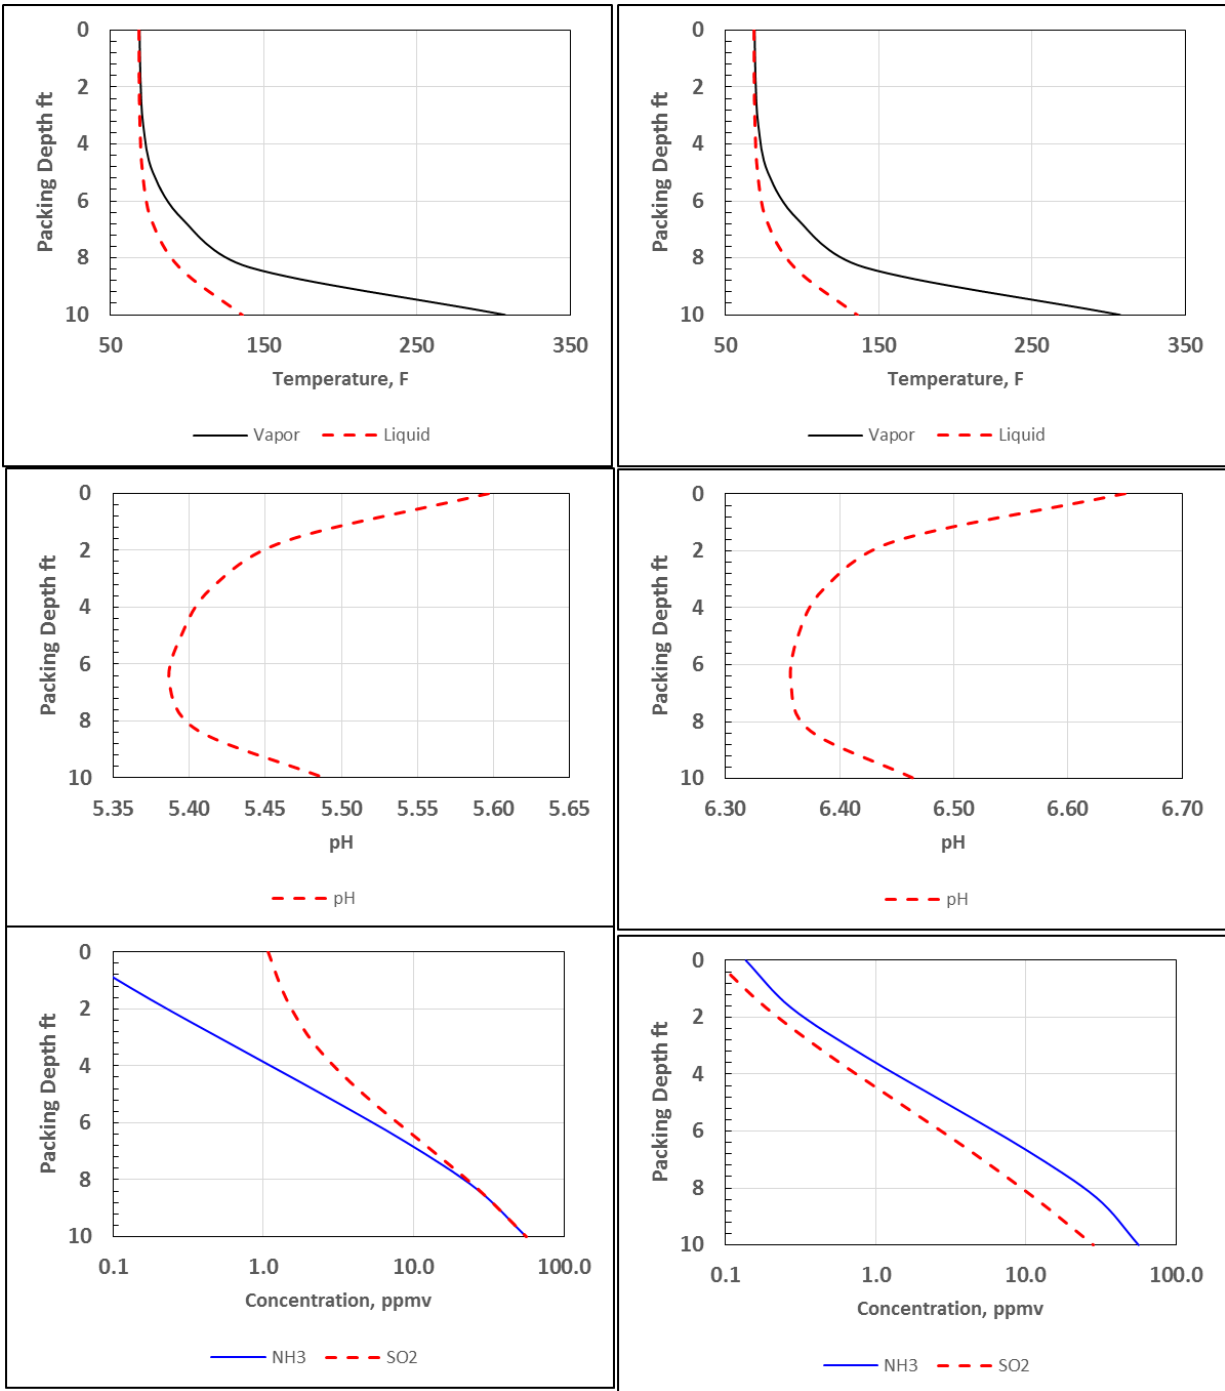 0
2
4
6
8
10
Packing Depth ft
50 150 250 350
Temperature, F
Vapor Liquid
0
2
4
6
8
10
Packing Depth ft
50 150 250 350
Temperature, F
Vapor Liquid
0
2
4
6
8
10
Packing Depth ft
5.35 5.40 5.45 5.50 5.55 5.60 5.65
pH
pH
0
2
4
6
8
10
Packing Depth ft
6.30 6.40 6.50 6.60 6.70
pH
pH
0
2
4
6
8
10
Packing Depth ft
0.1 1.0 10.0 100.0
Concentration, ppmv
NH3 SO2
0
2
4
6
8
10
Packing Depth ft
0.1 1.0 10.0 100.0
Concentration, ppmv
NH3 SO2